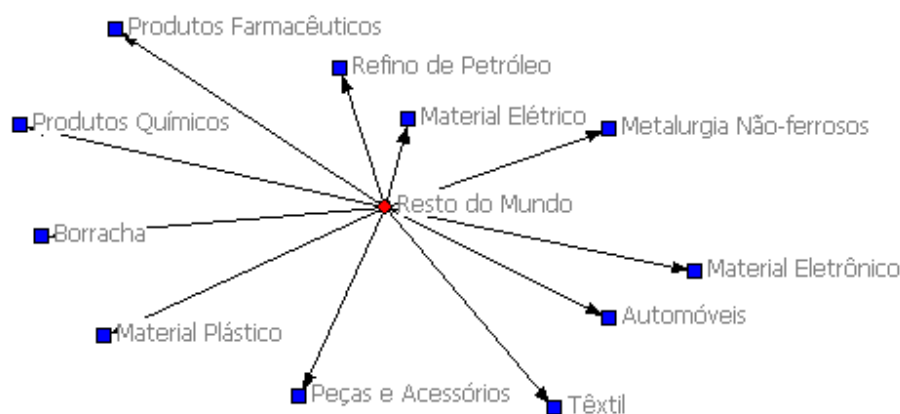 Produtos Farmacêuticos
Refino de Petróleo
Material Elétrico
Produtos Químicos
Metalurgia Não-ferrosos
Resto do Mundo
Borracha
Material Eletrônico
Automóveis
Material Plástico
Peças e Acessórios
Têxtil